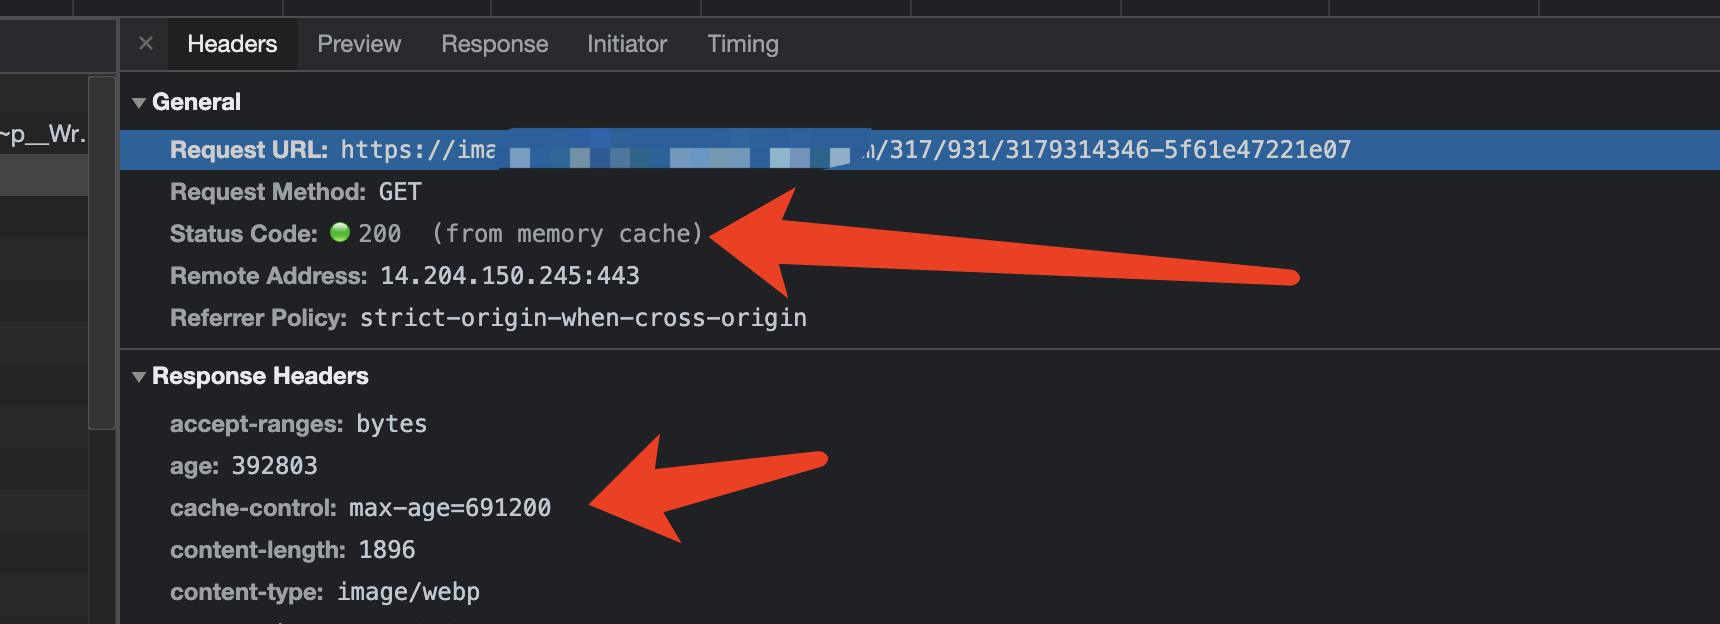 Headers Preview Response Initiator Timing
General
~p__Wr.
Request URL: https://ima /317/931/3179314346-5f61e47221e07
Request Method: GET
Status Code: 200 (from memory cache)
Remote Address: 14.204.150.245:443
Referrer Policy: strict-origin-when-cross-origin
Response Headers
accept-ranges: bytes
age: 392803
cache-control: max-age=691200
content-length: 1896
content-type: image/webp